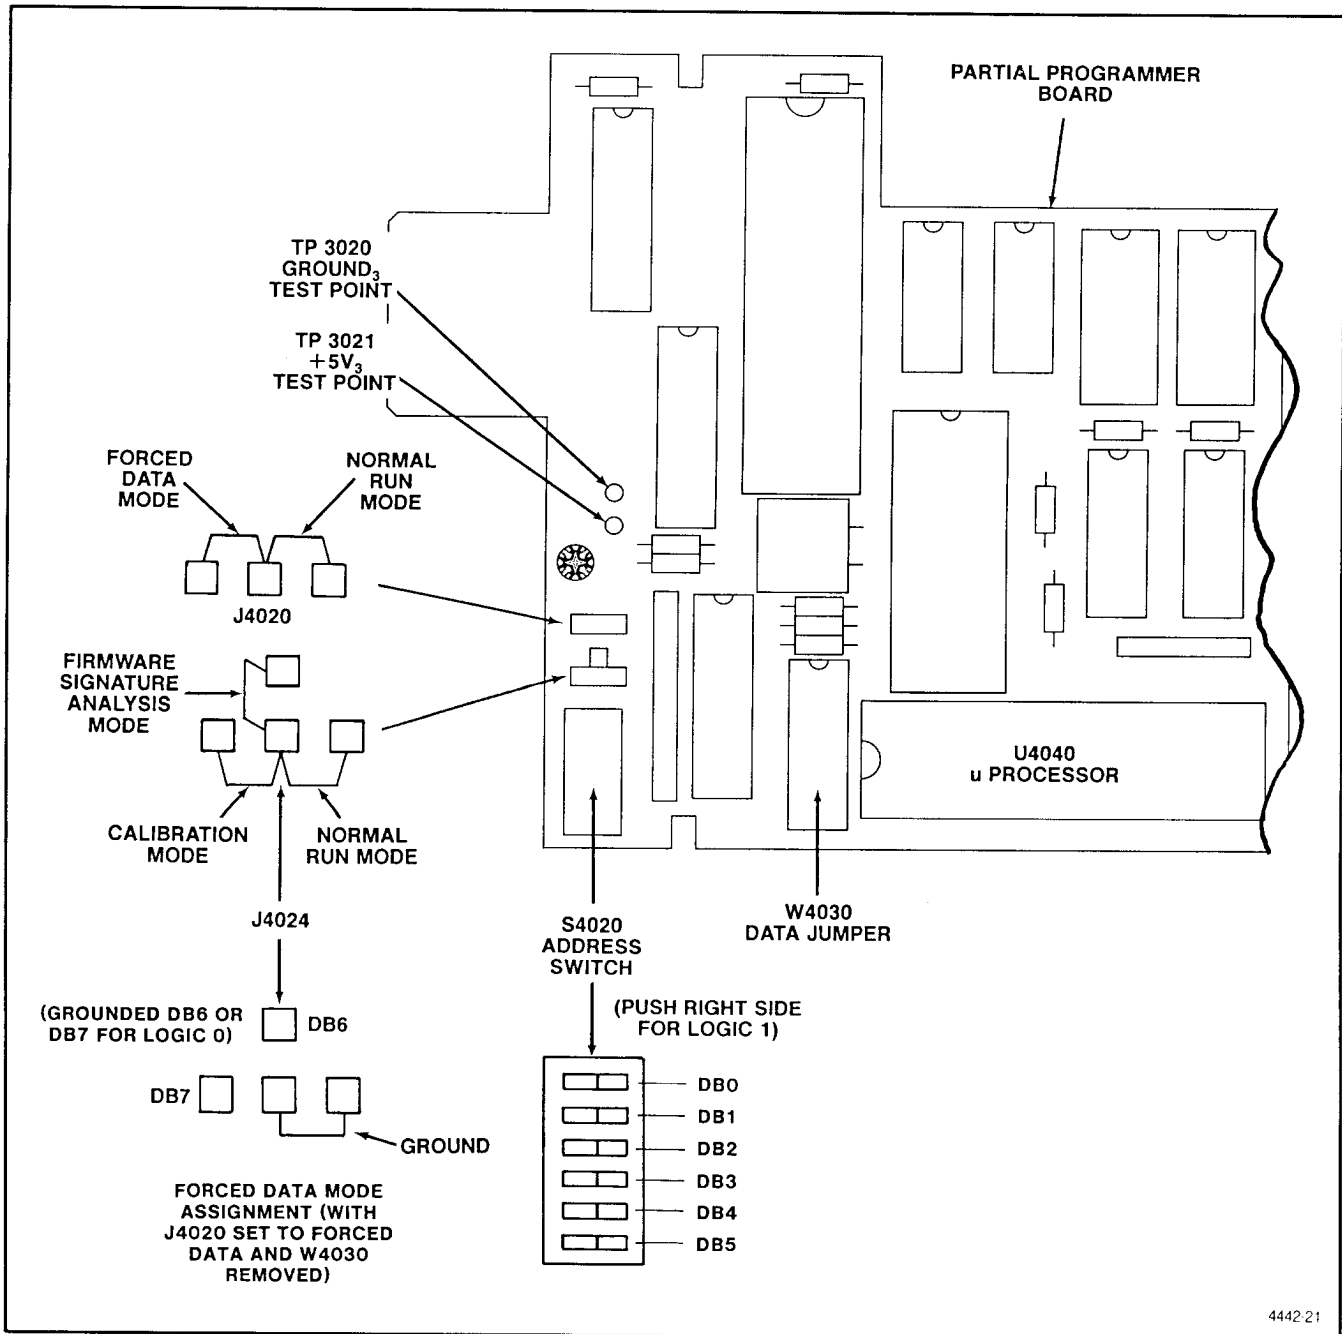 PARTIAL PROGRAMMER
BOARD
TP 3020
GROUND3
TEST POINT
TP 3021
+5V3
TEST POINT
FORCED
DATA
MODE
NORMAL
RUN
MODE
J4020
FIRMWARE
SIGNATURE
ANALYSIS
MODE
CALIBRATION
MODE
NORMAL
RUN MODE
U4040
u PROCESSOR
J4024
S4020
ADDRESS
SWITCH
W4030
DATA JUMPER
(GROUNDED DB6 OR
DB7 FOR LOGIC 0)
DB6
(PUSH RIGHT SIDE
FOR LOGIC 1)
DB7
GROUND
DB0
DB1
DB2
DB3
DB4
DB5
FORCED DATA MODE
ASSIGNMENT (WITH
J4020 SET TO FORCED
DATA AND W4030
REMOVED)
4442-21